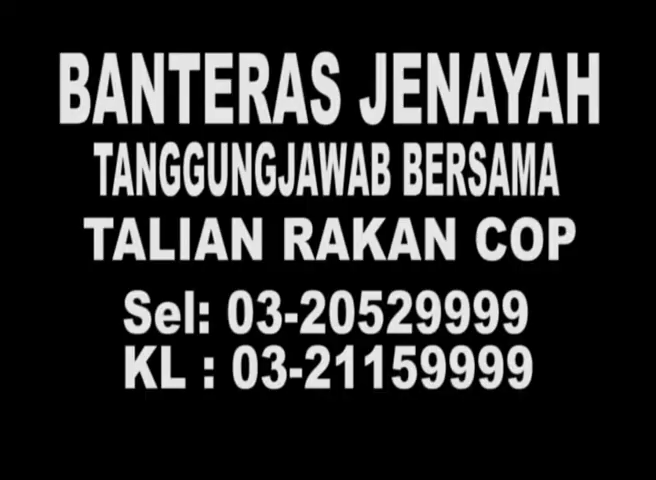 BANTERAS JENAYAH
TANGGUNGJAWAB BERSAMA
TALIAN RAKAN COP
Sel: 03-20529999
KL : 03-21159999